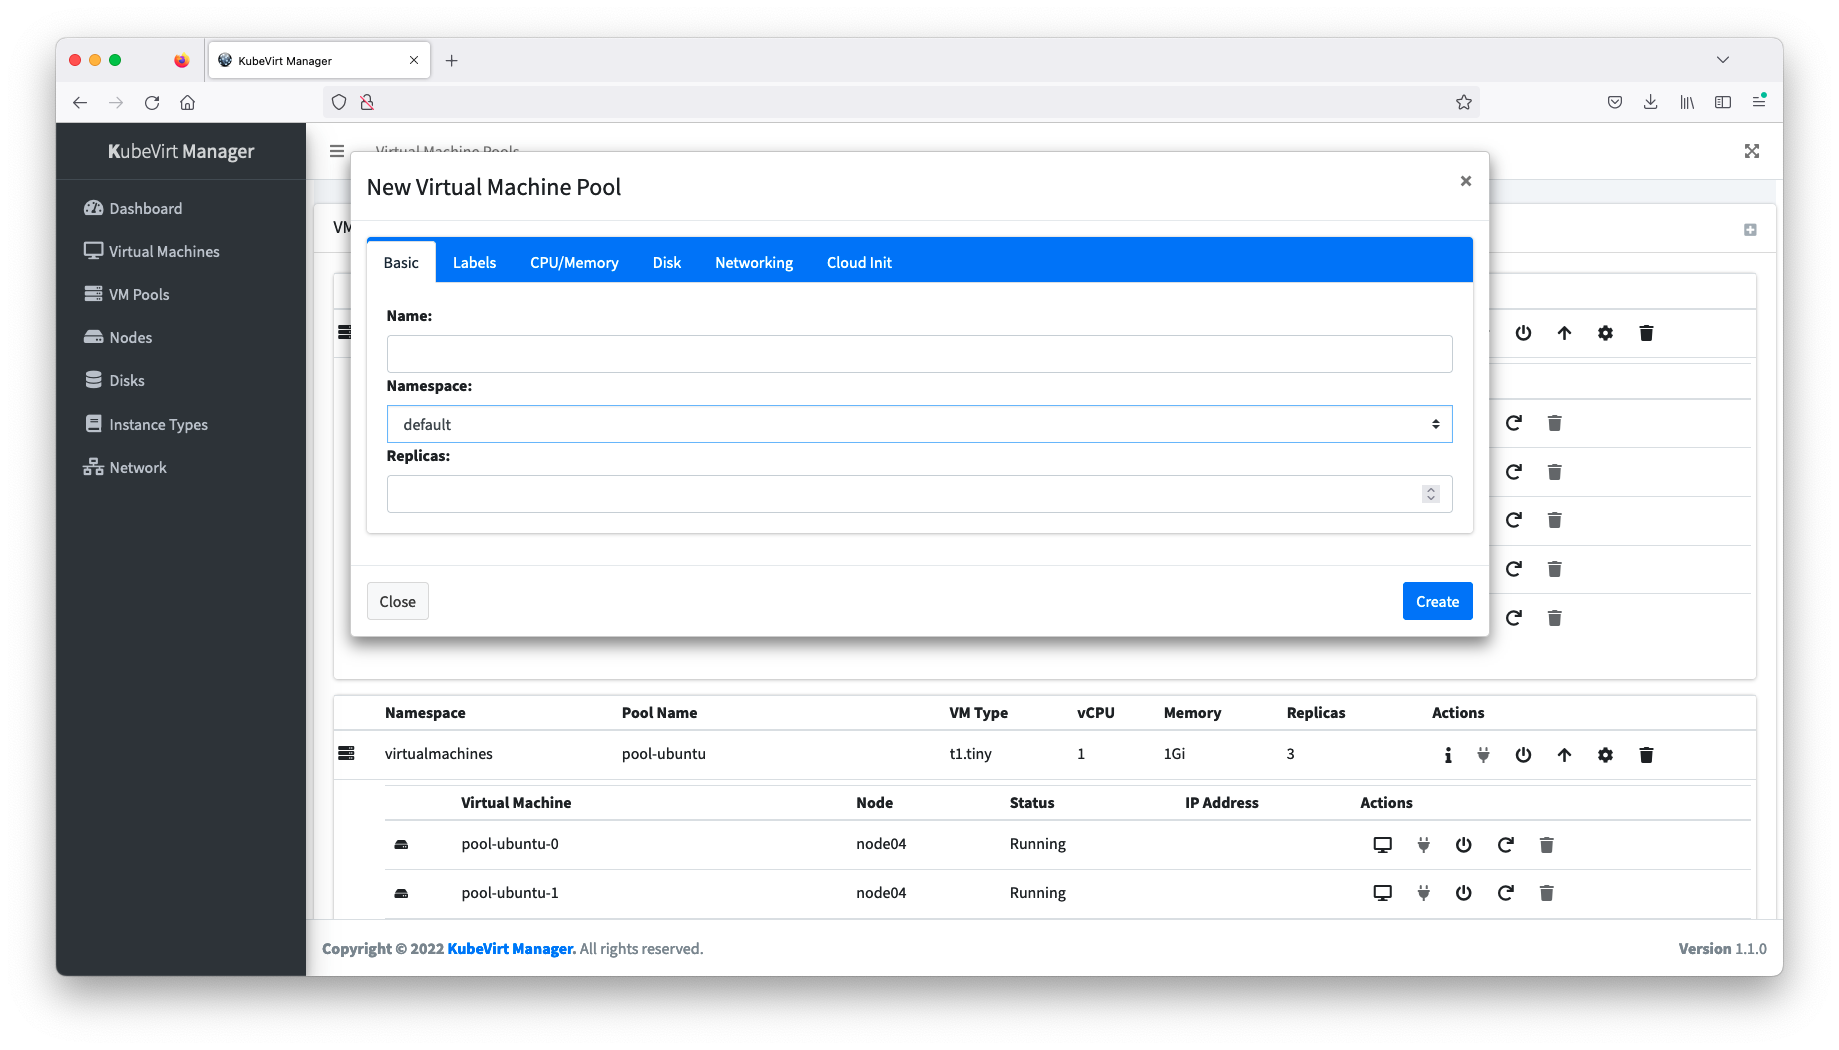 KubeVirt Manager
KubeVirt Manager
Virtual Machine Pools
Dashboard
Virtual Machines
VM Pools
Nodes
Disks
Instance Types
Network
VM
New Virtual Machine Pool
Basic Labels CPU/Memory Disk Networking Cloud Init
Name:
Namespace:
default
Replicas:
Close Create
Namespace Pool Name VM Type vCPU Memory Replicas Actions
virtualmachines pool-ubuntu t1.tiny 1 1Gi 3
Virtual Machine Node Status IP Address Actions
pool-ubuntu-0 node04 Running
pool-ubuntu-1 node04 Running
Copyright © 2022 KubeVirt Manager. All rights reserved. Version 1.1.0